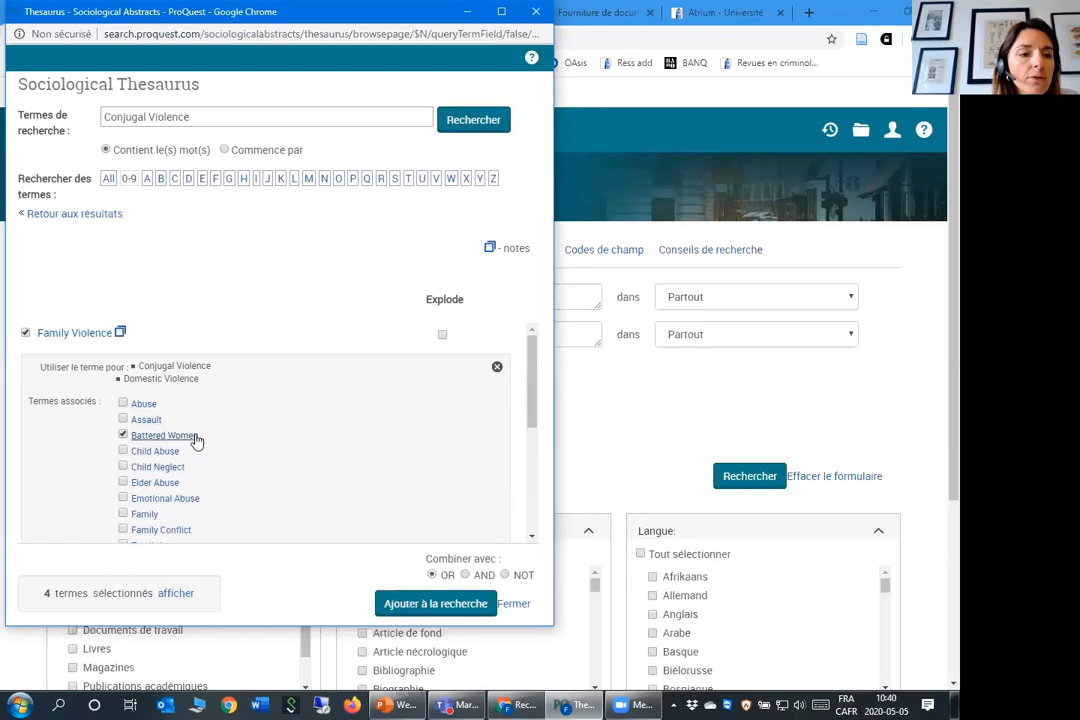 Thesaurus - Sociological Abstracts - ProQuest - Google Chrome
Non sécurisé search.proquest.com/sociologicalabstracts/thesaurus/browsepage/$N/queryTermField/false/...
?
Sociological Thesaurus
Termes de recherche :
Conjugal Violence
Rechercher
Contient le(s) mot(s) Commence par
Rechercher des termes :
All 0-9 A B C D E F G H I J K L M N O P Q R S T U V W X Y Z
« Retour aux résultats
- notes
Explode
Family Violence
Utiliser le terme pour : ▪ Conjugal Violence
▪ Domestic Violence
Termes associés :
Abuse
Assault
Battered Women
Child Abuse
Child Neglect
Elder Abuse
Emotional Abuse
Family
Family Conflict
Combiner avec :
OR AND NOT
4 termes sélectionnés afficher
Ajouter à la recherche
Fermer
Fourniture de docum
Atrium - Université
OAsis
Ress add
BANQ
Revues en criminol...
?
Codes de champ
Conseils de recherche
dans
Partout
dans
Partout
Rechercher
Effacer le formulaire
Langue:
Tout sélectionner
Afrikaans
Allemand
Anglais
Arabe
Basque
Biélorusse
Bosniaque
Documents de travail
Livres
Magazines
Publications académiques
Article de fond
Article nécrologique
Bibliographie
Biographie
We...
Mar...
Rec...
The...
Me...
FRA
CAFR
10:40
2020-05-05